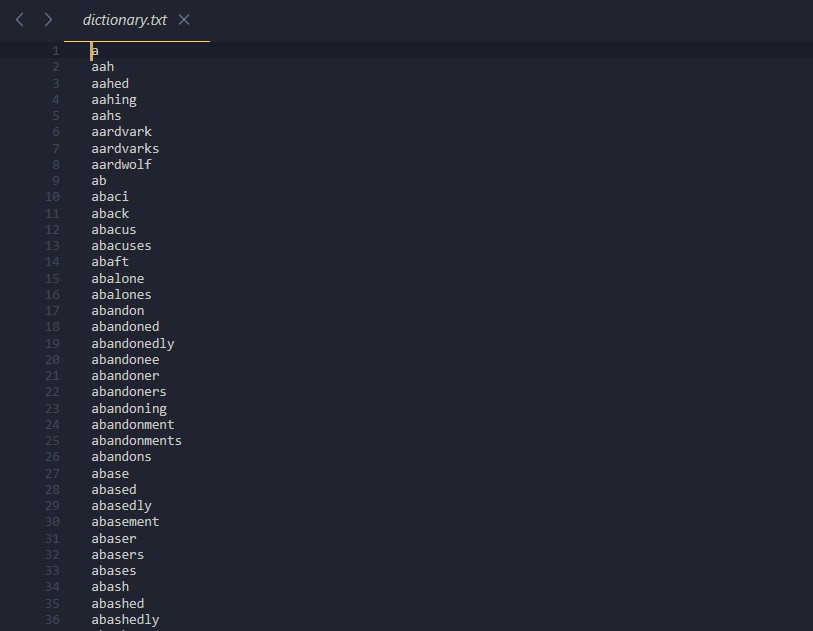 dictionary.txt
1 a
2 aah
3 aahed
4 aahing
5 aahs
6 aardvark
7 aardvarks
8 aardwolf
9 ab
10 abaci
11 aback
12 abacus
13 abacuses
14 abaft
15 abalone
16 abalones
17 abandon
18 abandoned
19 abandonedly
20 abandonee
21 abandoner
22 abandoners
23 abandoning
24 abandonment
25 abandonments
26 abandons
27 abase
28 abased
29 abasedly
30 abasement
31 abaser
32 abasers
33 abases
34 abash
35 abashed
36 abashedly